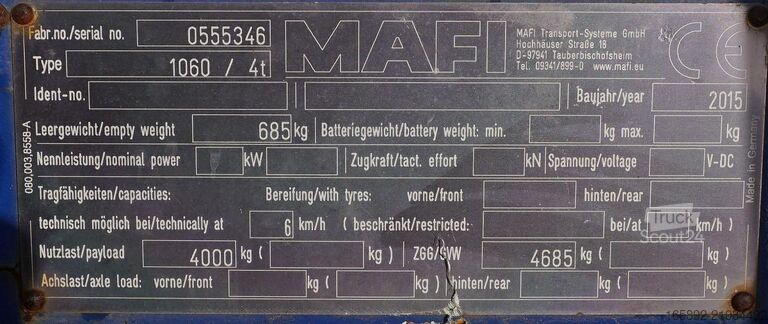 Fabr.no./serial no. 0555346
MAFI
MAFI Transport-Systeme GmbH
Hochhäuser Straße 18
D-97941 Tauberbischofsheim
Tel. 09341/899-0 www.mafi.eu
CE
Type 1060 / 4t
Ident-no. Baujahr/year 2015
Leergewicht/empty weight 685 kg Batteriegewicht/battery weight: min. kg max. kg
Nennleistung/nominal power kW Zugkraft/tact. effort kN Spannung/voltage V-DC
Tragfähigkeiten/capacities: Bereifung/with tyres: vorne/front hinten/rear
technisch möglich bei/technically at 6 km/h (beschränkt/restricted: bei/at km/h)
Nutzlast/payload 4000 kg ( kg) ZGG/GVW 4685 kg ( kg)
Achslast/axle load: vorne/front kg ( kg) hinten/rear kg ( kg)
080.003.8558-A
Made in Germany
Truck
Scout24